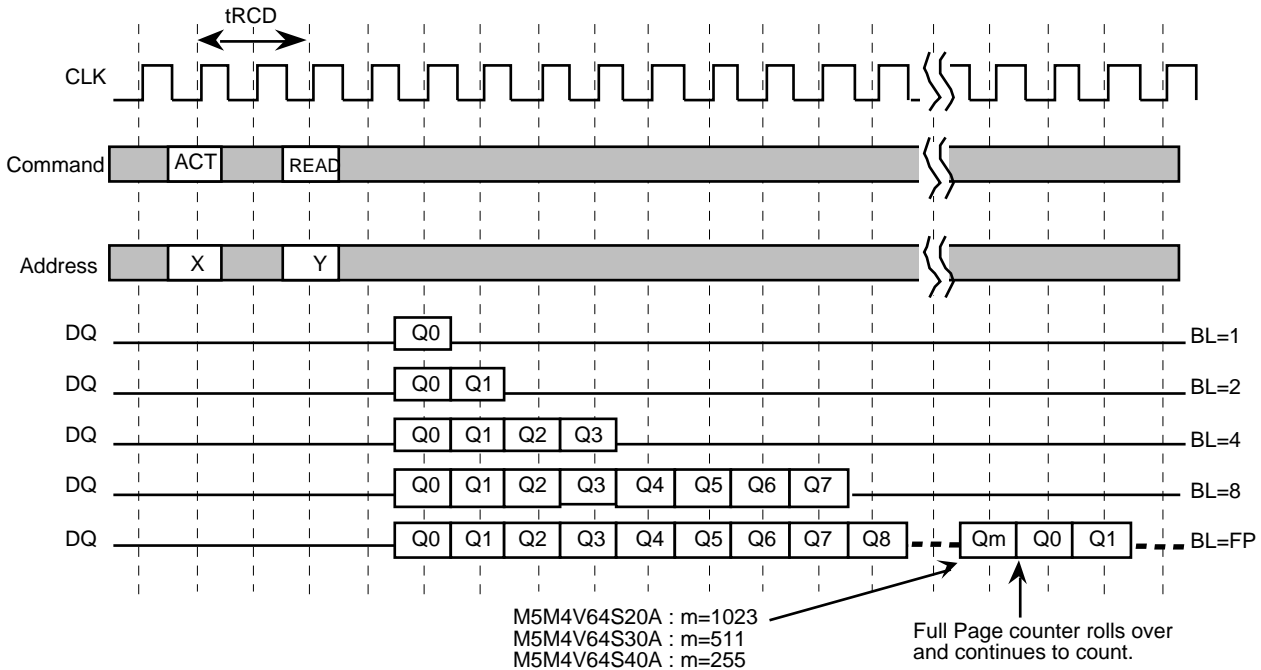 tRCD
CLK
Command ACT READ
Address X Y
DQ Q0 BL=1
DQ Q0 Q1 BL=2
DQ Q0 Q1 Q2 Q3 BL=4
DQ Q0 Q1 Q2 Q3 Q4 Q5 Q6 Q7 BL=8
DQ Q0 Q1 Q2 Q3 Q4 Q5 Q6 Q7 Q8 Qm Q0 Q1 BL=FP
M5M4V64S20A : m=1023
M5M4V64S30A : m=511
M5M4V64S40A : m=255
Full Page counter rolls over
and continues to count.